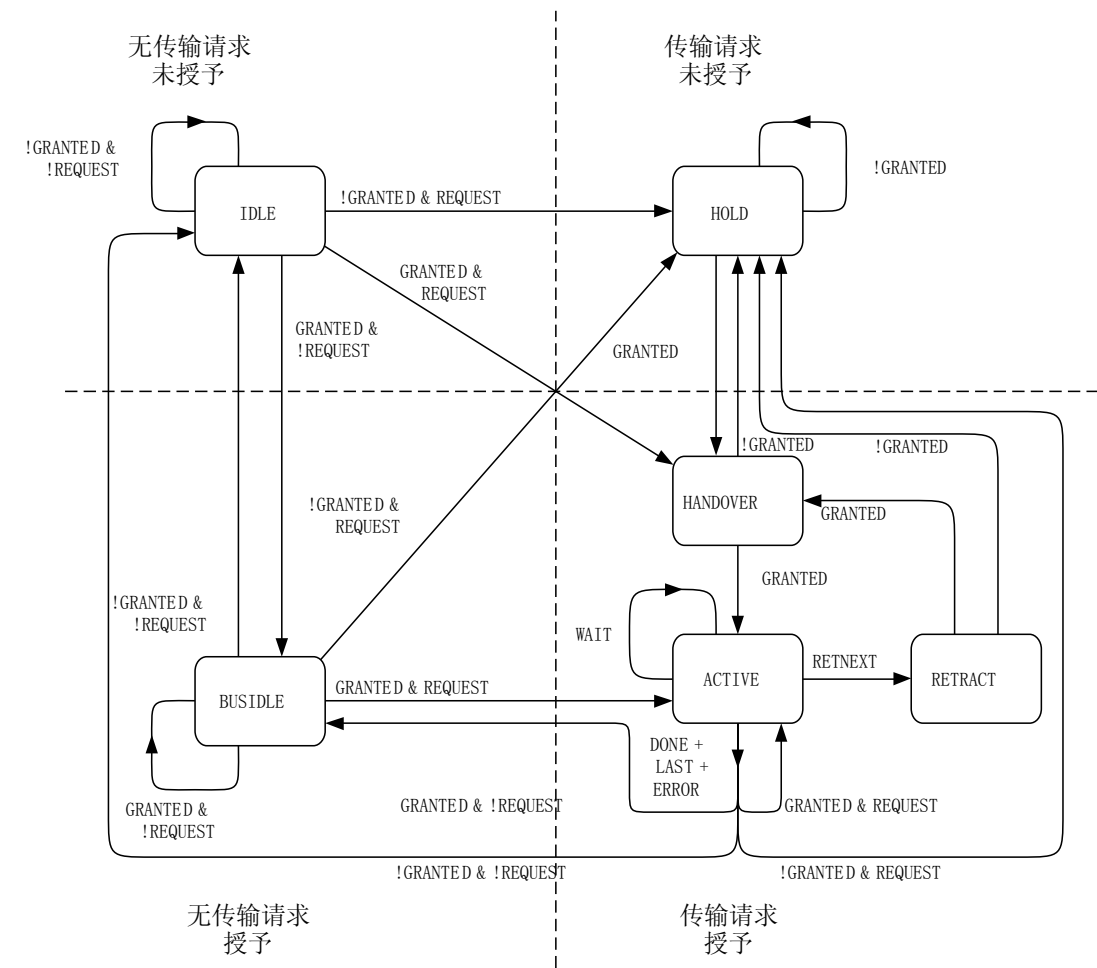 无传输请求
未授予
传输请求
未授予
!GRANTED &
!REQUEST
!GRANTED
IDLE
!GRANTED & REQUEST
HOLD
GRANTED &
REQUEST
GRANTED &
!REQUEST
GRANTED
!GRANTED
!GRANTED
!GRANTED &
REQUEST
HANDOVER
GRANTED
GRANTED
!GRANTED &
!REQUEST
WAIT
RETNEXT
BUSIDLE
GRANTED & REQUEST
ACTIVE
RETRACT
DONE +
LAST +
ERROR
GRANTED &
!REQUEST
GRANTED & !REQUEST
GRANTED & REQUEST
!GRANTED & !REQUEST
!GRANTED & REQUEST
无传输请求
授予
传输请求
授予